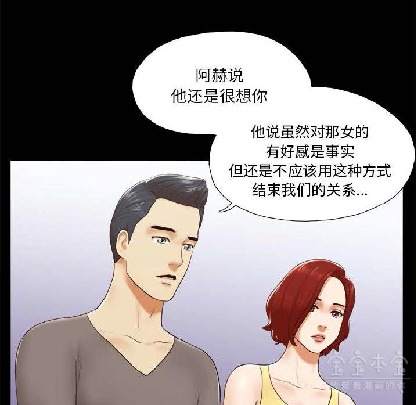 阿赫说
他还是很想你
他说虽然对那女的
有好感是事实
但还是不应该用这种方式
结束我们的关系...